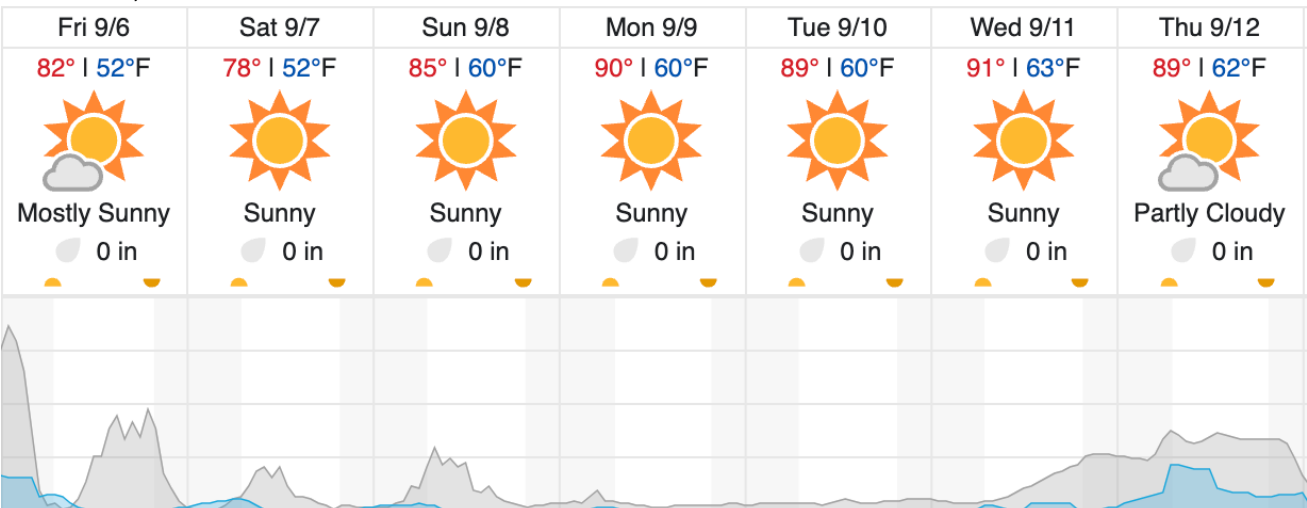 Fri 9/6 Sat 9/7 Sun 9/8 Mon 9/9 Tue 9/10 Wed 9/11 Thu 9/12
82° | 52°F 78° | 52°F 85° | 60°F 90° | 60°F 89° | 60°F 91° | 63°F 89° | 62°F
Mostly Sunny Sunny Sunny Sunny Sunny Sunny Partly Cloudy
0 in 0 in 0 in 0 in 0 in 0 in 0 in